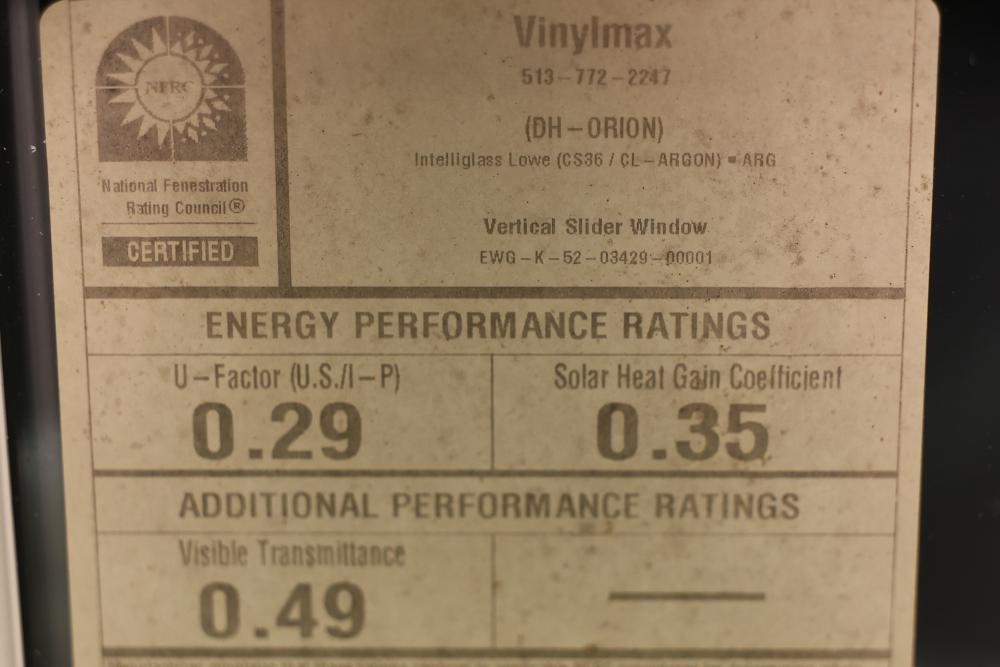 NFRC
National Fenestration
Rating Council®
CERTIFIED
Vinylmax
513-772-2247
(DH-ORION)
Intelliglass Lowe (CS36 / CL-ARGON) ▪ ARG
Vertical Slider Window
EWG-K-52-03429-00001
ENERGY PERFORMANCE RATINGS
U-Factor (U.S./I-P)
0.29
Solar Heat Gain Coefficient
0.35
ADDITIONAL PERFORMANCE RATINGS
Visible Transmittance
0.49